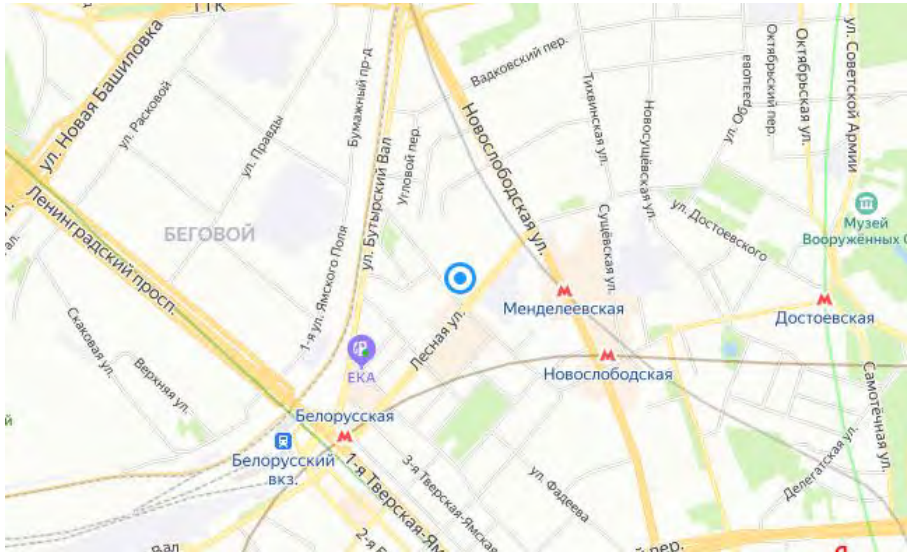 ТТК
ул. Новая Башиловка
ул. Расковой
ул. Правды
Бумажный пр-д
Вадковский пер.
Угловой пер.
ул. Бутырский Вал
Новослободская ул.
Тихвинская ул.
Новосущёвская ул.
ул. Образцова
Октябрьский пер.
Октябрьская ул.
ул. Советской Армии
Ленинградский просп.
БЕГОВОЙ
1-я ул. Ямского Поля
Сущёвская ул.
ул. Достоевского
Музей
Вооружённых С
Менделеевская
Достоевская
Лесная ул.
Скаковая ул.
Верхняя ул.
ЕКА
Новослободская
Самотёчная ул.
й
Белорусская
Белорусский
вкз.
1-я Тверская-Ям
3-я Тверская-Ямская
ул. Фадеева
Делегатская ул.
2-я
Вал
й пер.